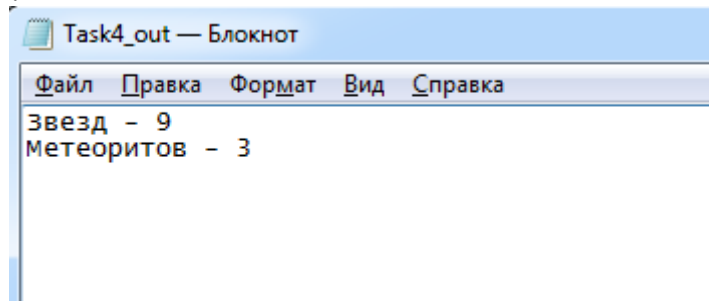 Task4_out — Блокнот
Файл Правка Формат Вид Справка
Звезд – 9
Метеоритов – 3